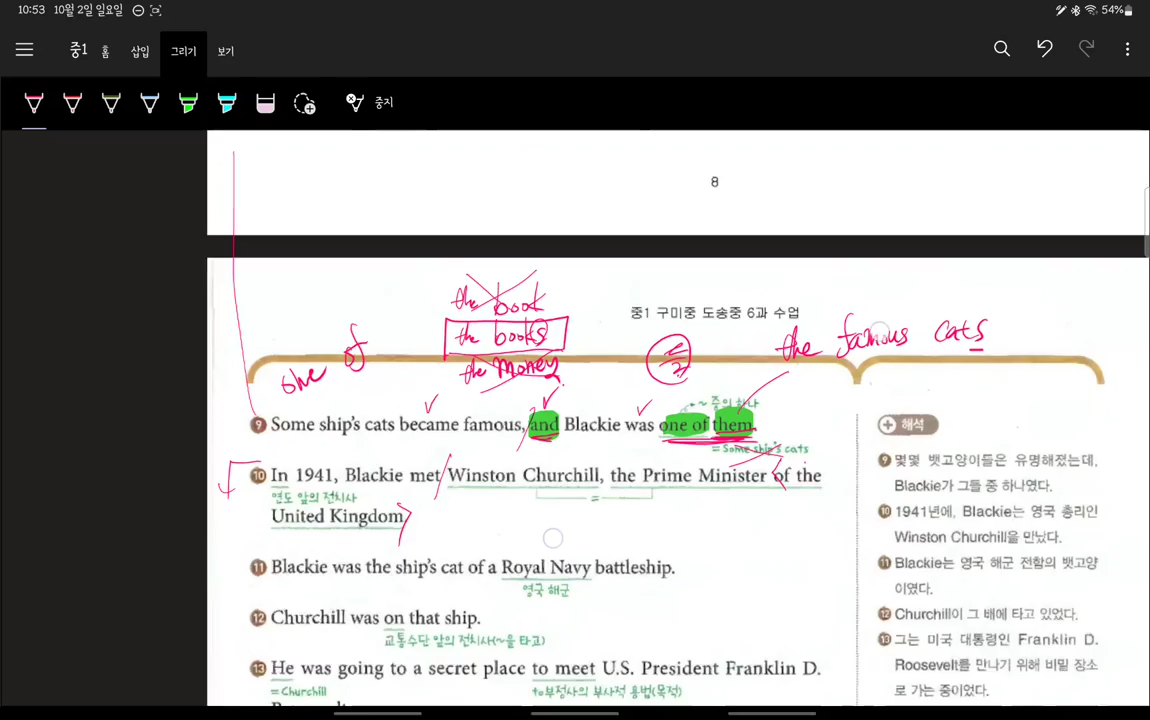 10:53 10월 2일 일요일
54%
중1 홈 삽입 그리기 보기
중지
8
중1 구미중 도송중 6과 수업
the book
the books
the money
one of
the famous cats
~ 중의 하나
⑨ Some ship's cats became famous, and Blackie was one of them.
= Some ship's cats
⑩ In 1941, Blackie met Winston Churchill, the Prime Minister of the
연도 앞의 전치사
=
United Kingdom.
⑪ Blackie was the ship's cat of a Royal Navy battleship.
영국 해군
⑫ Churchill was on that ship.
교통수단 앞의 전치사(~을 타고)
⑬ He was going to a secret place to meet U.S. President Franklin D.
= Churchill
to부정사의 부사적 용법(목적)
+ 해석
⑨ 몇몇 뱃고양이들은 유명해졌는데,
Blackie가 그들 중 하나였다.
⑩ 1941년에, Blackie는 영국 총리인
Winston Churchill을 만났다.
⑪ Blackie는 영국 해군 전함의 뱃고양
이였다.
⑫ Churchill이 그 배에 타고 있었다.
⑬ 그는 미국 대통령인 Franklin D.
Roosevelt를 만나기 위해 비밀 장소
로 가는 중이었다.